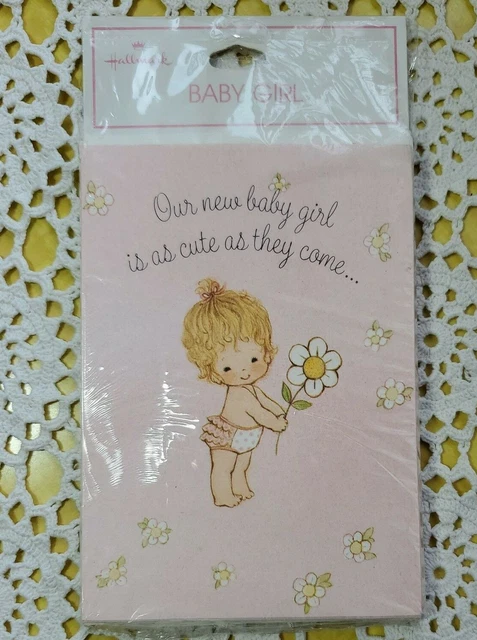 Hallmark
BABY GIRL
Our new baby girl
is as cute as they come...